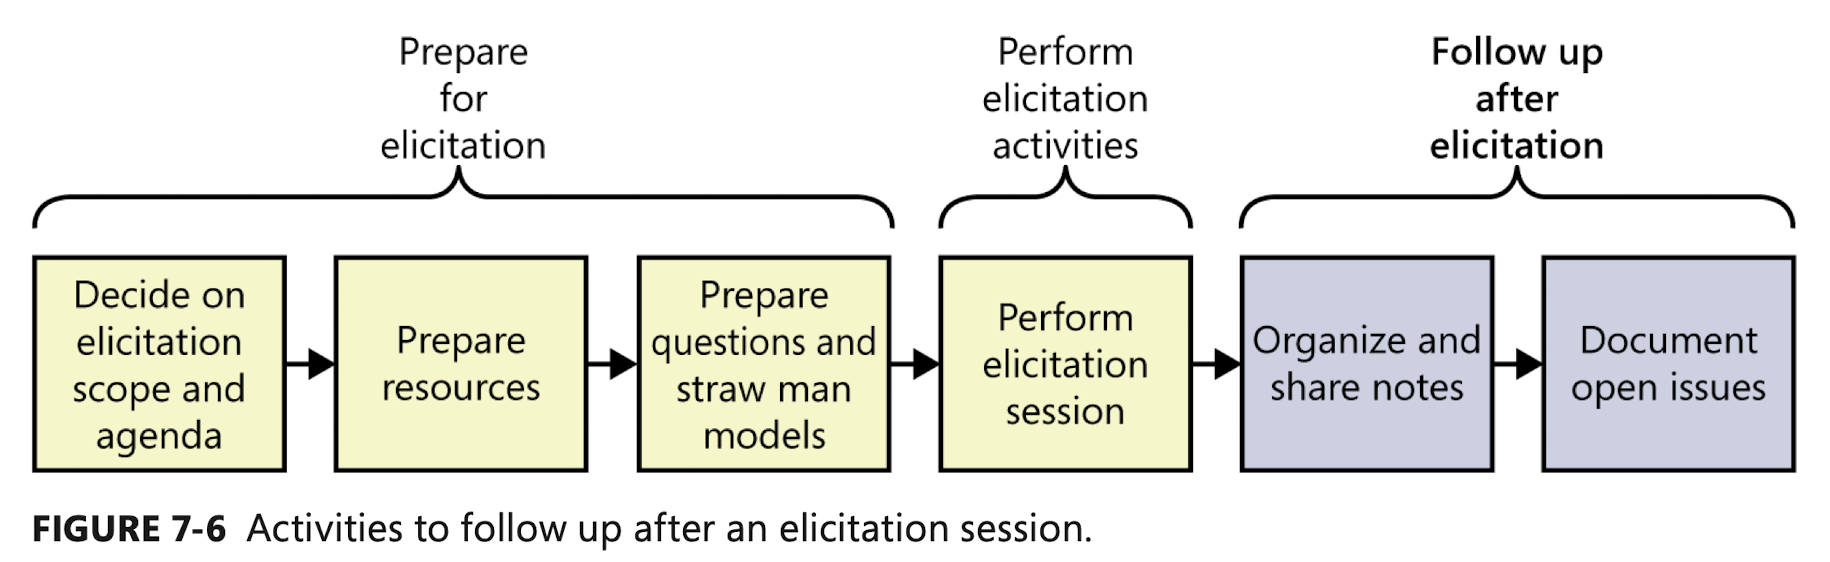 Prepare
for
elicitation
Perform
elicitation
activities
Follow up
after
elicitation
Decide on
elicitation
scope and
agenda
Prepare
resources
Prepare
questions and
straw man
models
Perform
elicitation
session
Organize and
share notes
Document
open issues
FIGURE 7-6 Activities to follow up after an elicitation session.